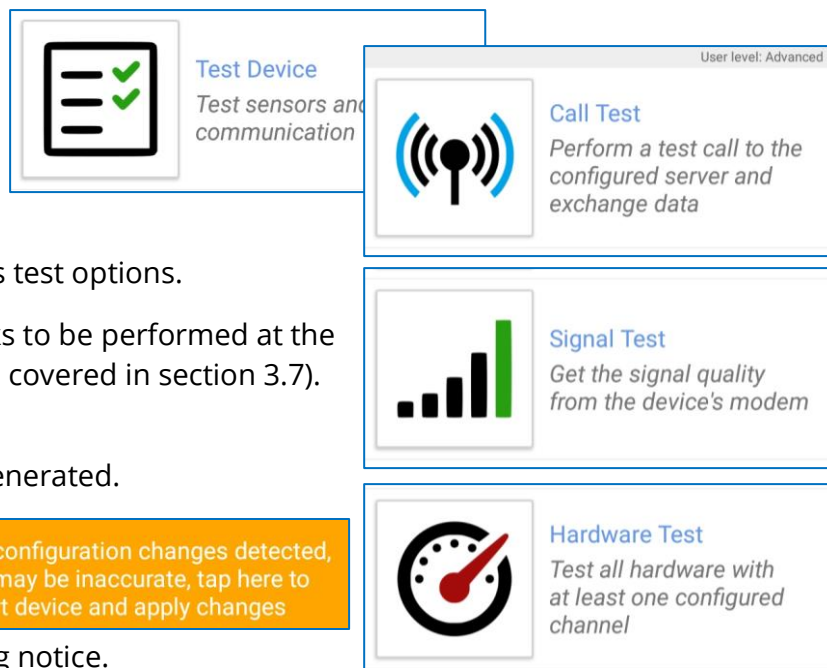 Test Device
Test sensors and
communication
User level: Advanced
Call Test
Perform a test call to the
configured server and
exchange data
test options.
to be performed at the
covered in section 3.7).
Signal Test
Get the signal quality
from the device's modem
configuration changes detected,
may be inaccurate, tap here to
device and apply changes
notice.
Hardware Test
Test all hardware with
at least one configured
channel